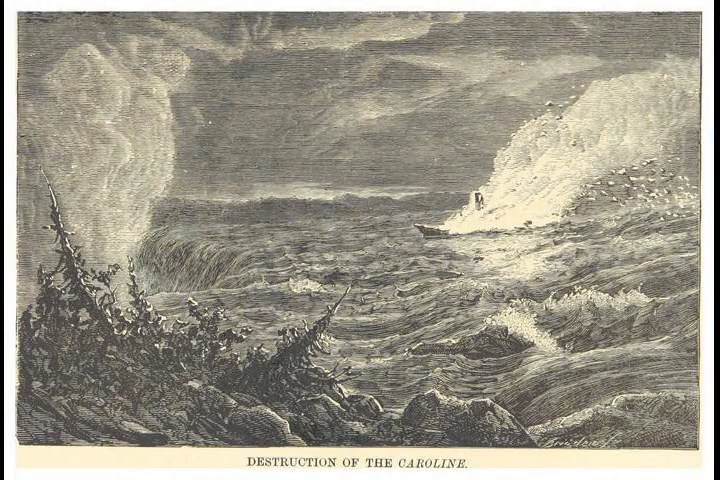 DESTRUCTION OF THE CAROLINE.